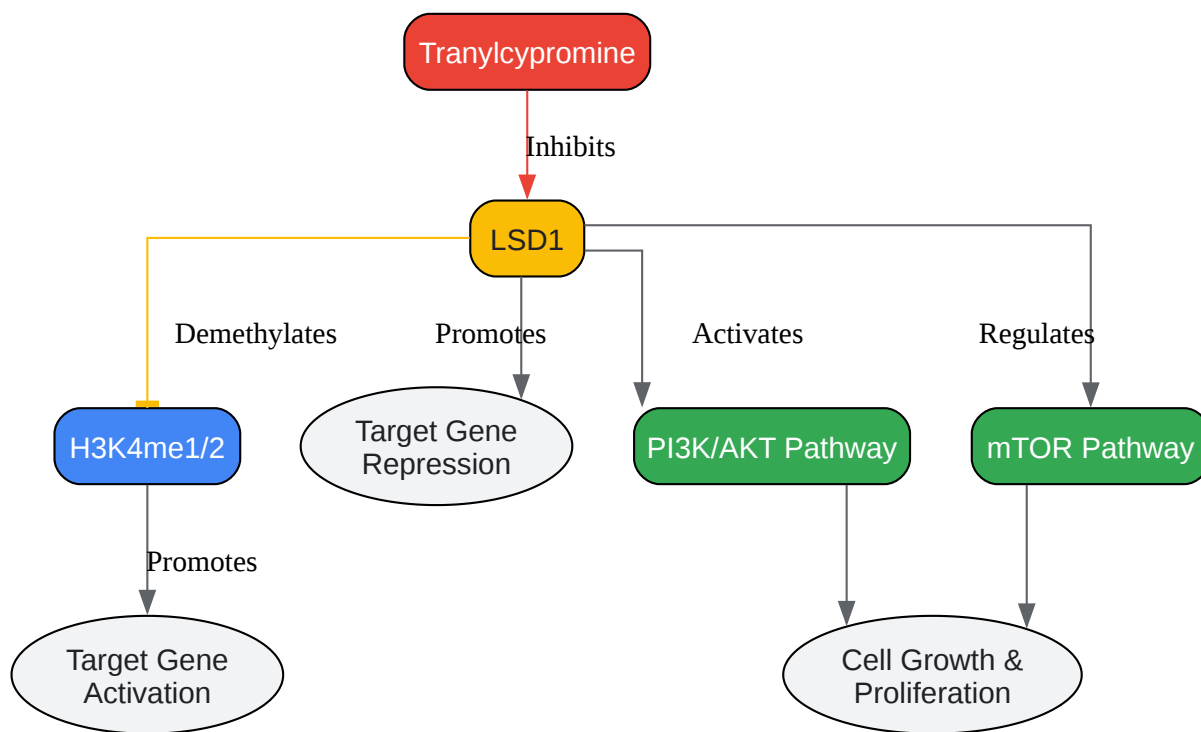 Tranylcypromine
Inhibits
LSD1
Demethylates
Promotes
Activates
Regulates
H3K4me1/2
Target Gene
Repression
PI3K/AKT Pathway
mTOR Pathway
Promotes
Target Gene
Activation
Cell Growth &
Proliferation